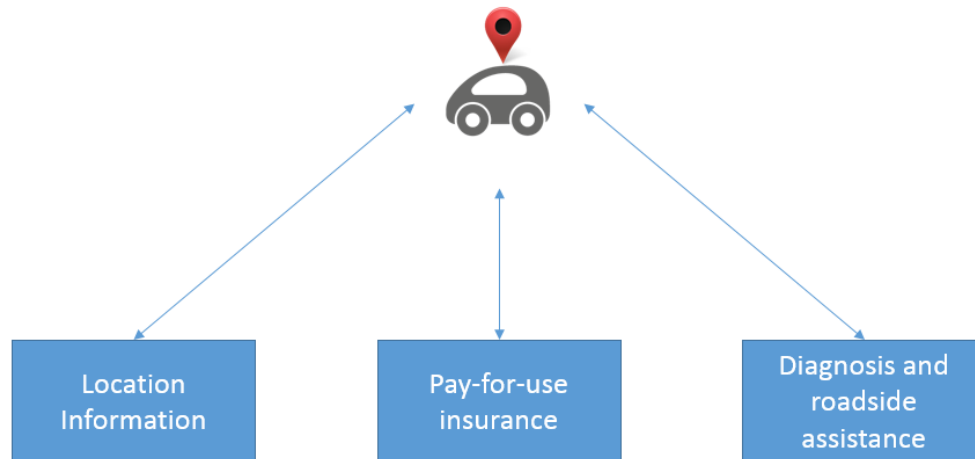 Location
Information
Pay-for-use
insurance
Diagnosis and
roadside
assistance